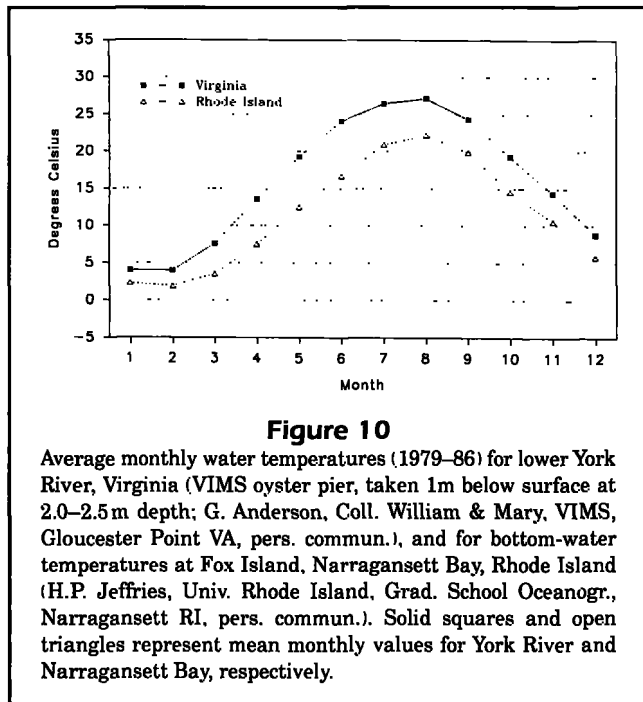 35
30
25
20
15
10
5
0
−5
Degrees Celsius
Virginia
Rhode Island
1 2 3 4 5 6 7 8 9 10 11 12
Month
Figure 10
Average monthly water temperatures (1979–86) for lower York
River, Virginia (VIMS oyster pier, taken 1m below surface at
2.0–2.5m depth; G. Anderson, Coll. William & Mary, VIMS,
Gloucester Point VA, pers. commun.), and for bottom-water
temperatures at Fox Island, Narragansett Bay, Rhode Island
(H.P. Jeffries, Univ. Rhode Island, Grad. School Oceanogr.,
Narragansett RI, pers. commun.). Solid squares and open
triangles represent mean monthly values for York River and
Narragansett Bay, respectively.